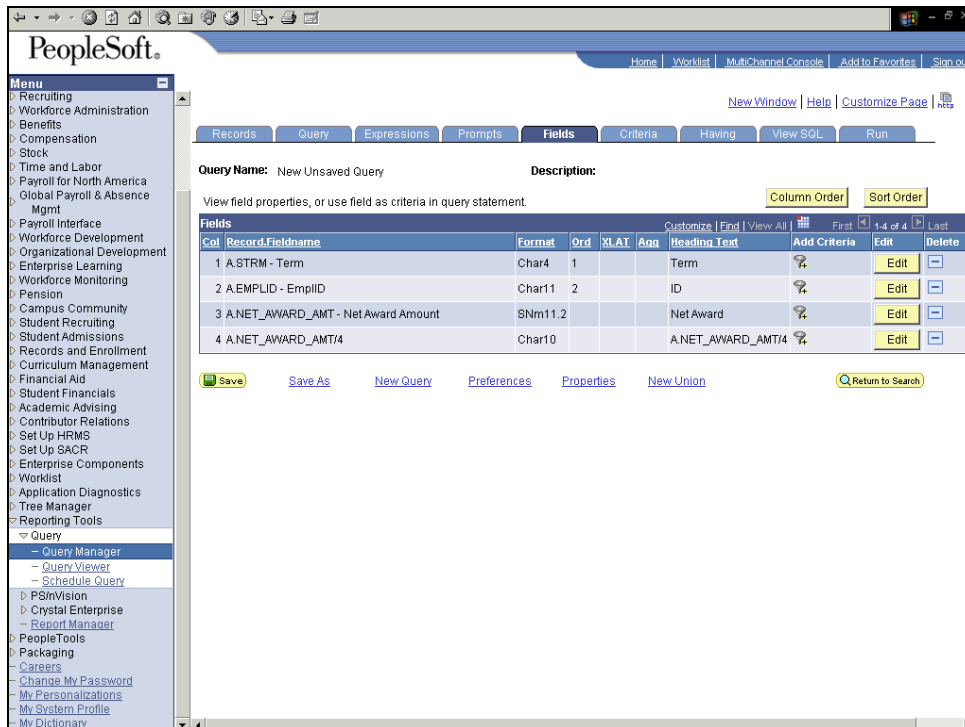 PeopleSoft.
Home | Worklist | MultiChannel Console | Add to Favorites | Sign ou
Menu
Recruiting
Workforce Administration
Benefits
Compensation
Stock
Time and Labor
Payroll for North America
Global Payroll & Absence
Mgmt
Payroll Interface
Workforce Development
Organizational Development
Enterprise Learning
Workforce Monitoring
Pension
Campus Community
Student Recruiting
Student Admissions
Records and Enrollment
Curriculum Management
Financial Aid
Student Financials
Academic Advising
Contributor Relations
Set Up HRMS
Set Up SACR
Enterprise Components
Worklist
Application Diagnostics
Tree Manager
Reporting Tools
Query
Query Manager
Query Viewer
Schedule Query
PS/nVision
Crystal Enterprise
Report Manager
PeopleTools
Packaging
Careers
Change My Password
My Personalizations
My System Profile
My Dictionary
New Window | Help | Customize Page | http
Records Query Expressions Prompts Fields Criteria Having View SQL Run
Query Name: New Unsaved Query Description:
View field properties, or use field as criteria in query statement. Column Order Sort Order
Fields Customize | Find | View All | First 1-4 of 4 Last
Col Record.Fieldname Format Ord XLAT Agg Heading Text Add Criteria Edit Delete
1 A.STRM - Term Char4 1 Term Edit
2 A.EMPLID - EmplID Char11 2 ID Edit
3 A.NET_AWARD_AMT - Net Award Amount SNm11.2 Net Award Edit
4 A.NET_AWARD_AMT/4 Char10 A.NET_AWARD_AMT/4 Edit
Save Save As New Query Preferences Properties New Union Return to Search